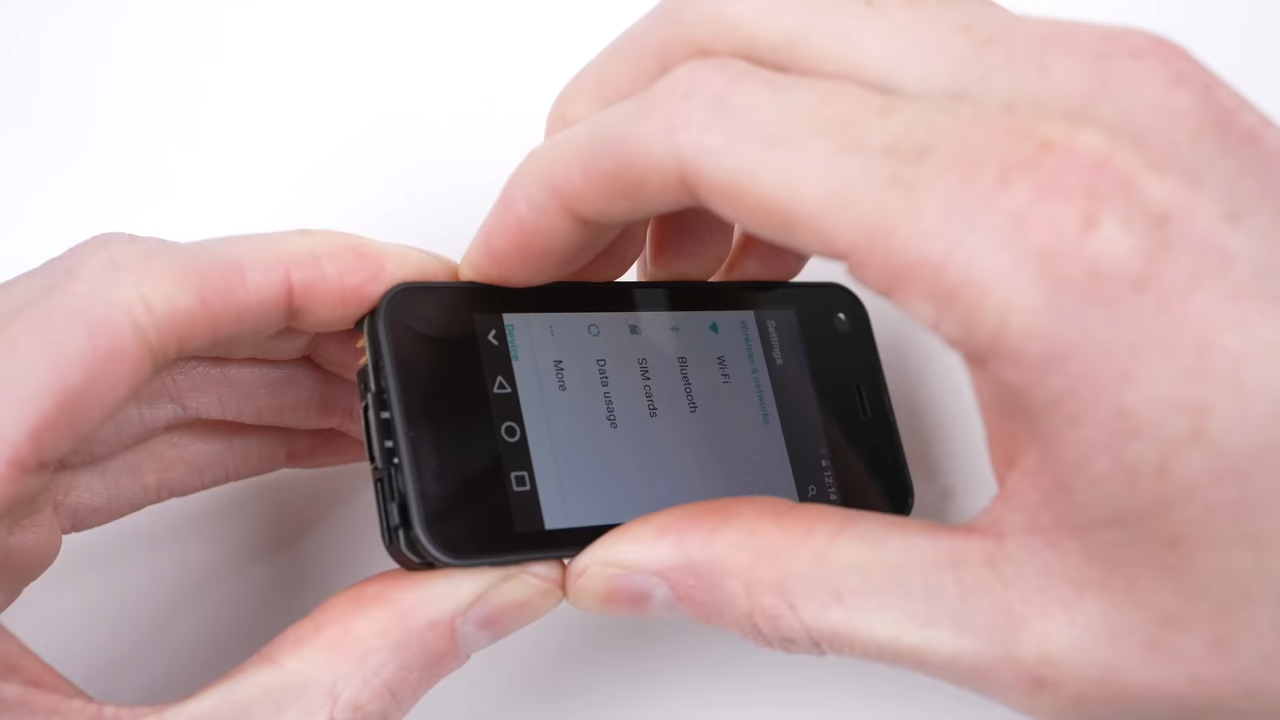 12:14
Settings
Wireless & networks
Wi-Fi
Bluetooth
SIM cards
Data usage
More
Device